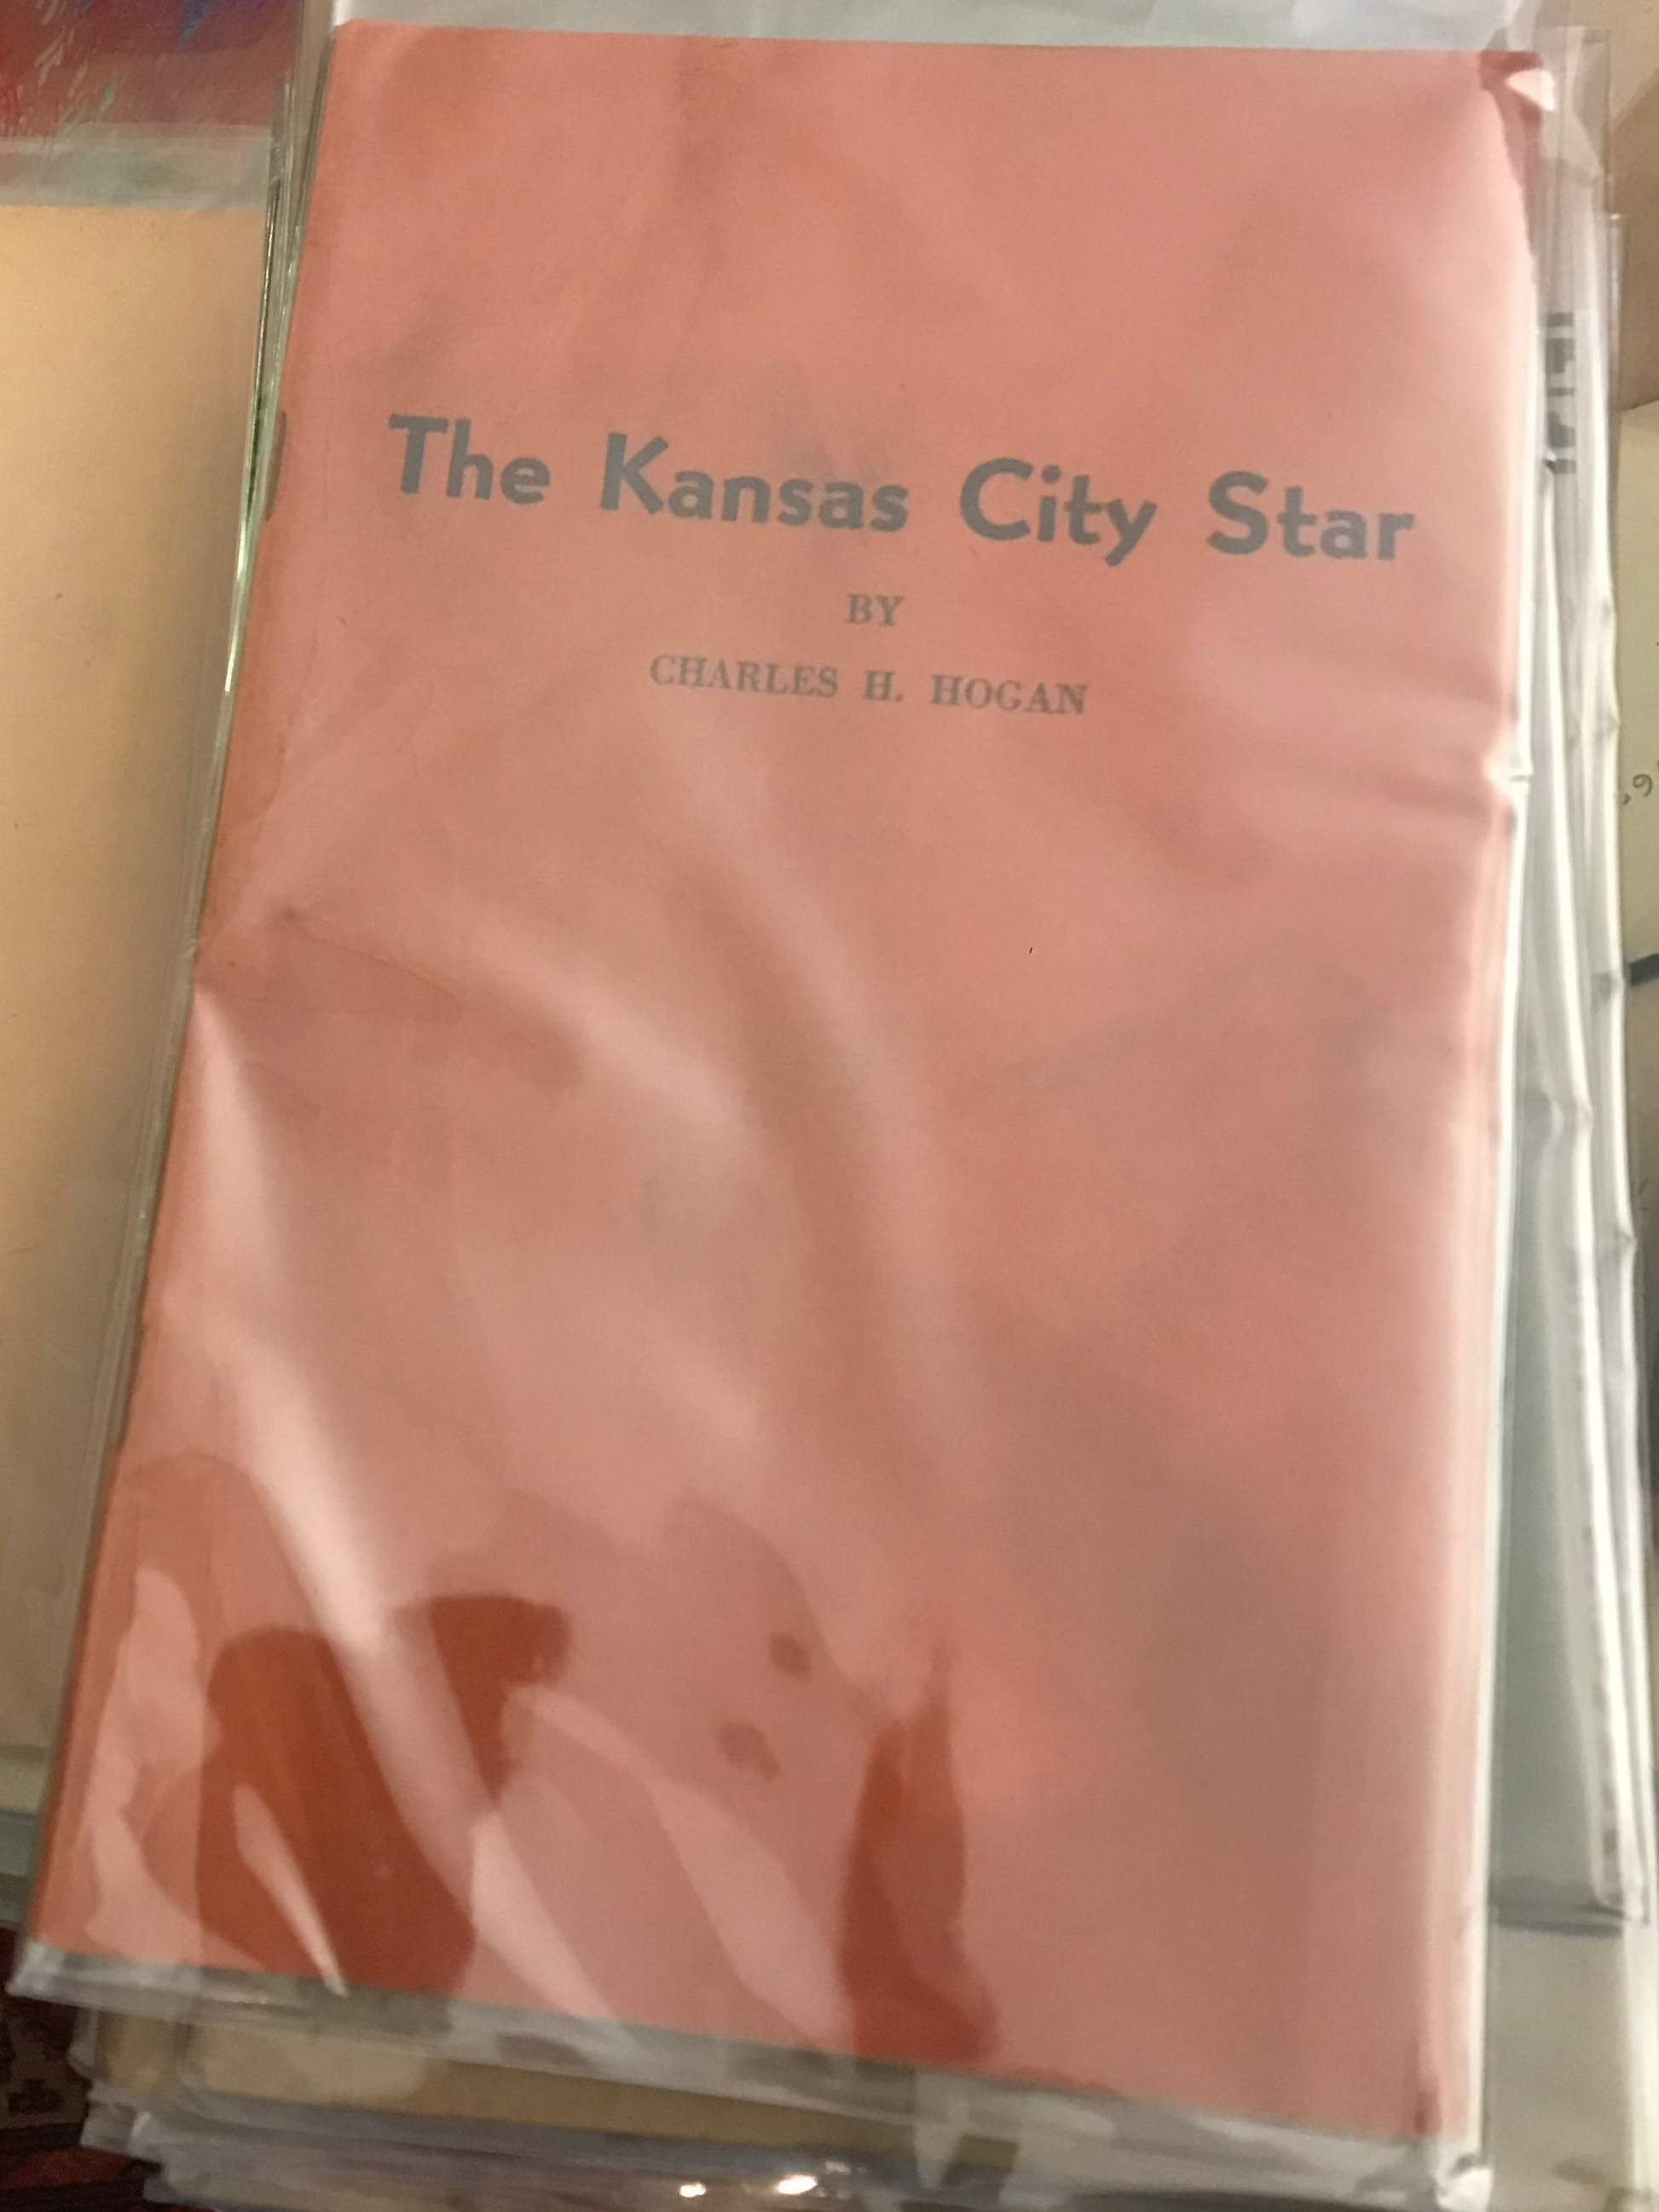 The Kansas City Star
BY
CHARLES H. HOGAN